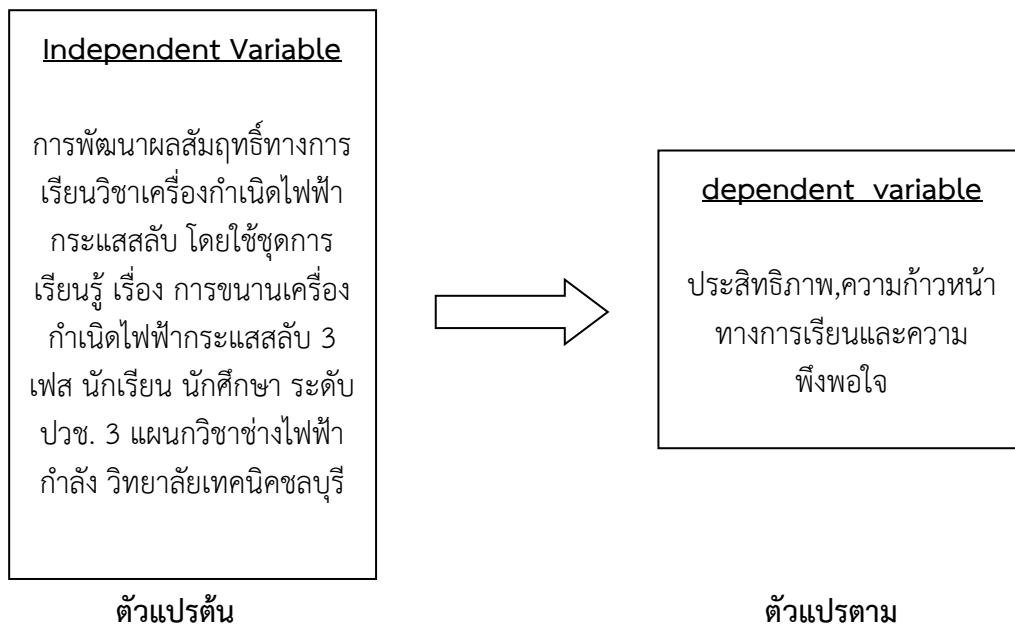 Independent Variable
การพัฒนาผลสัมฤทธิ์ทางการ
เรียนวิชาเครื่องกำเนิดไฟฟ้า
กระแสสลับ โดยใช้ชุดการ
เรียนรู้ เรื่อง การขนานเครื่อง
กำเนิดไฟฟ้ากระแสสลับ 3
เฟส นักเรียน นักศึกษา ระดับ
ปวช. 3 แผนกวิชาช่างไฟฟ้า
กำลัง วิทยาลัยเทคนิคชลบุรี
ตัวแปรต้น
dependent variable
ประสิทธิภาพ,ความก้าวหน้า
ทางการเรียนและความ
พึงพอใจ
ตัวแปรตาม